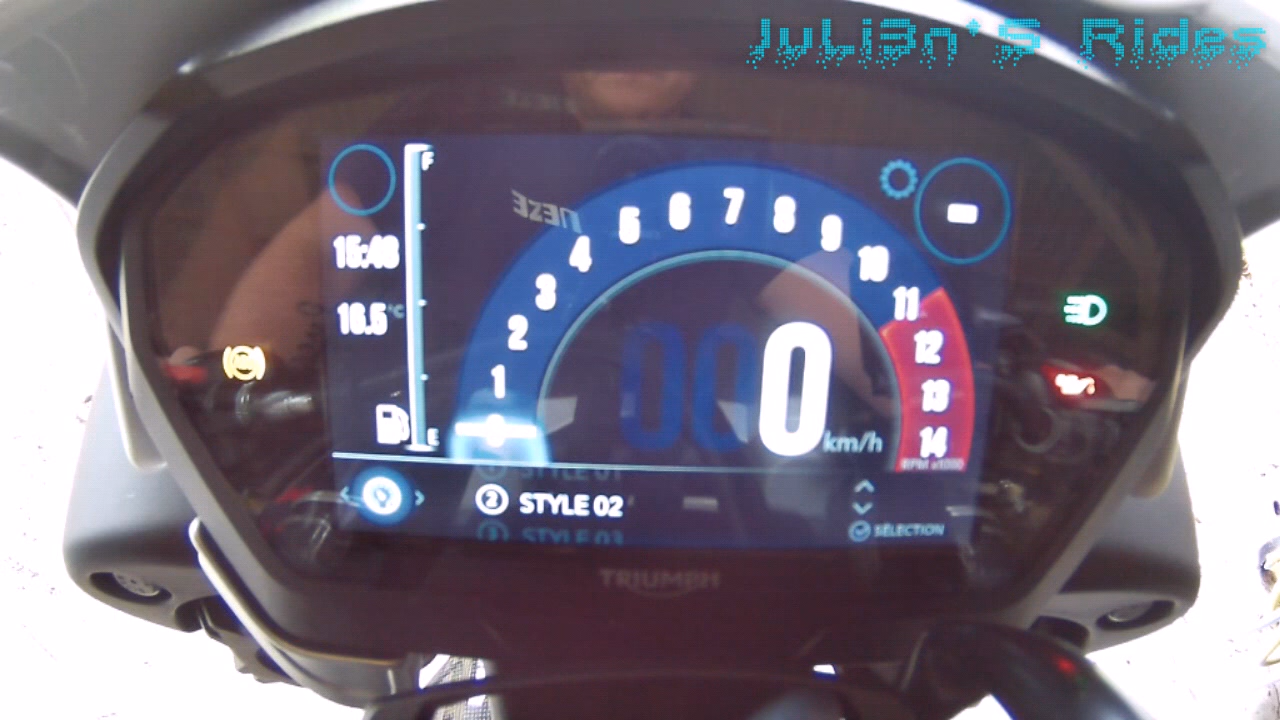 JuLi3n'S Rides
F
15:48
16.5°C
E
0 1 2 3 4 5 6 7 8 9 10 11 12 13 14
RPM x1000
000
km/h
STYLE 01
2 STYLE 02
STYLE 03
SÉLECTION
TRIUMPH